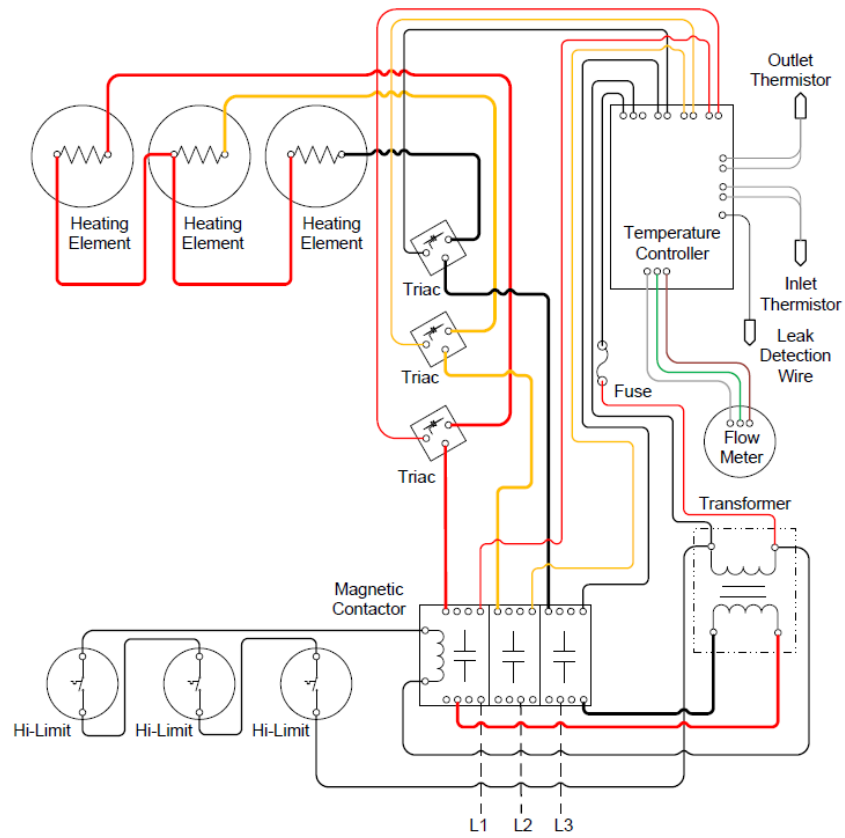 Outlet
Thermistor
Heating
Element
Heating
Element
Heating
Element
Temperature
Controller
Triac
Inlet
Thermistor
Leak
Detection
Wire
Triac
Fuse
Flow
Meter
Triac
Transformer
Magnetic
Contactor
Hi-Limit
Hi-Limit
Hi-Limit
L1
L2
L3